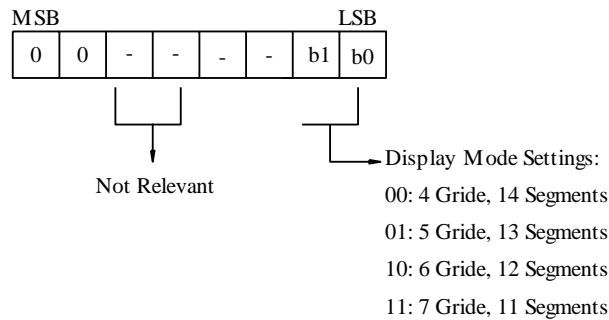 MSB LSB
0 0 - - - - b1 b0
Display Mode Settings:
Not Relevant
00: 4 Gride, 14 Segments
01: 5 Gride, 13 Segments
10: 6 Gride, 12 Segments
11: 7 Gride, 11 Segments